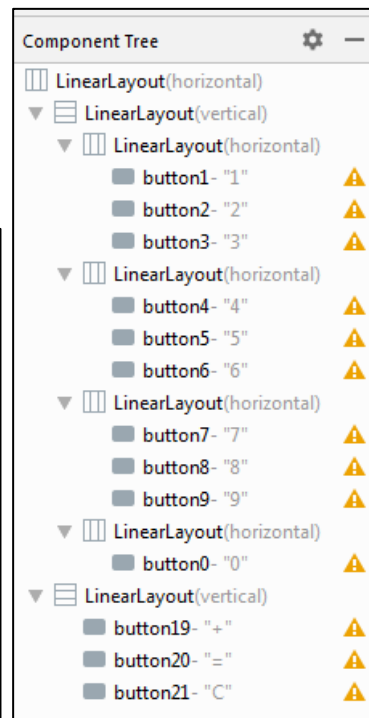 Component Tree
LinearLayout(horizontal)
LinearLayout(vertical)
LinearLayout(horizontal)
button1- "1"
button2- "2"
button3- "3"
LinearLayout(horizontal)
button4- "4"
button5- "5"
button6- "6"
LinearLayout(horizontal)
button7- "7"
button8- "8"
button9- "9"
LinearLayout(horizontal)
button0- "0"
LinearLayout(vertical)
button19- "+"
button20- "="
button21- "C"